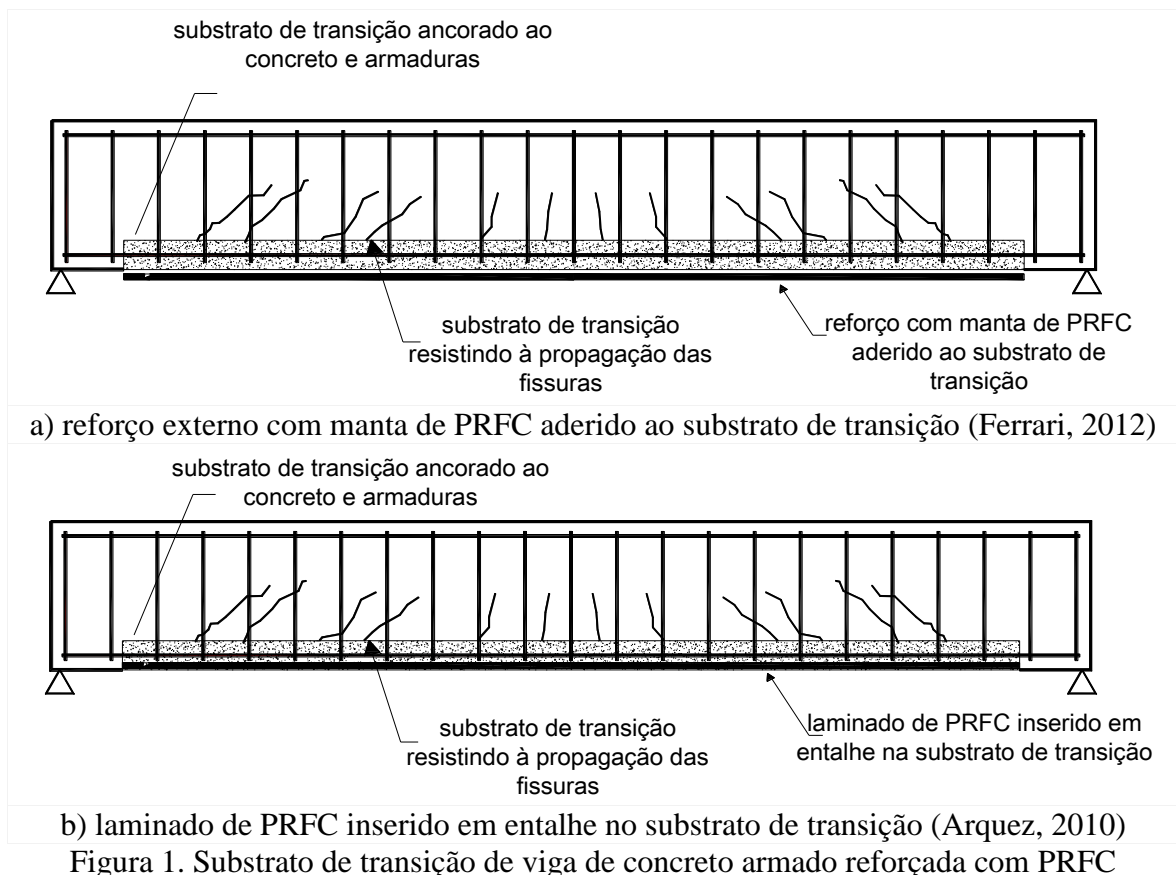 substrato de transição ancorado ao
concreto e armaduras
substrato de transição
resistindo à propagação das
fissuras
reforço com manta de PRFC
aderido ao substrato de
transição
a) reforço externo com manta de PRFC aderido ao substrato de transição (Ferrari, 2012)
substrato de transição ancorado ao
concreto e armaduras
substrato de transição
resistindo à propagação das
fissuras
laminado de PRFC inserido em
entalhe na substrato de transição
b) laminado de PRFC inserido em entalhe no substrato de transição (Arquez, 2010)
Figura 1. Substrato de transição de viga de concreto armado reforçada com PRFC